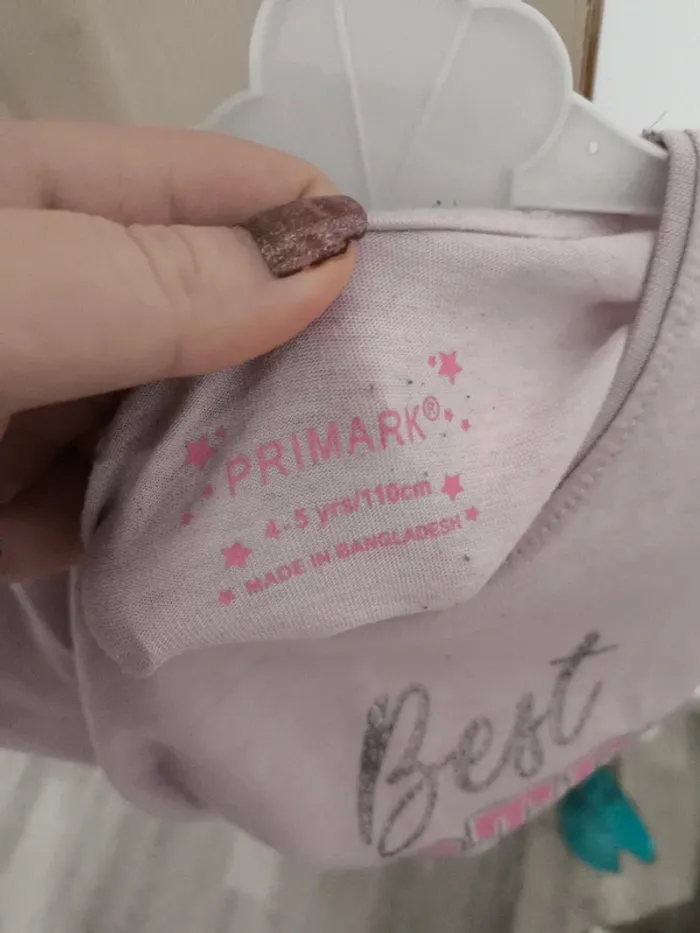 PRIMARK®
4-5 yrs/110cm
MADE IN BANGLADESH
Best